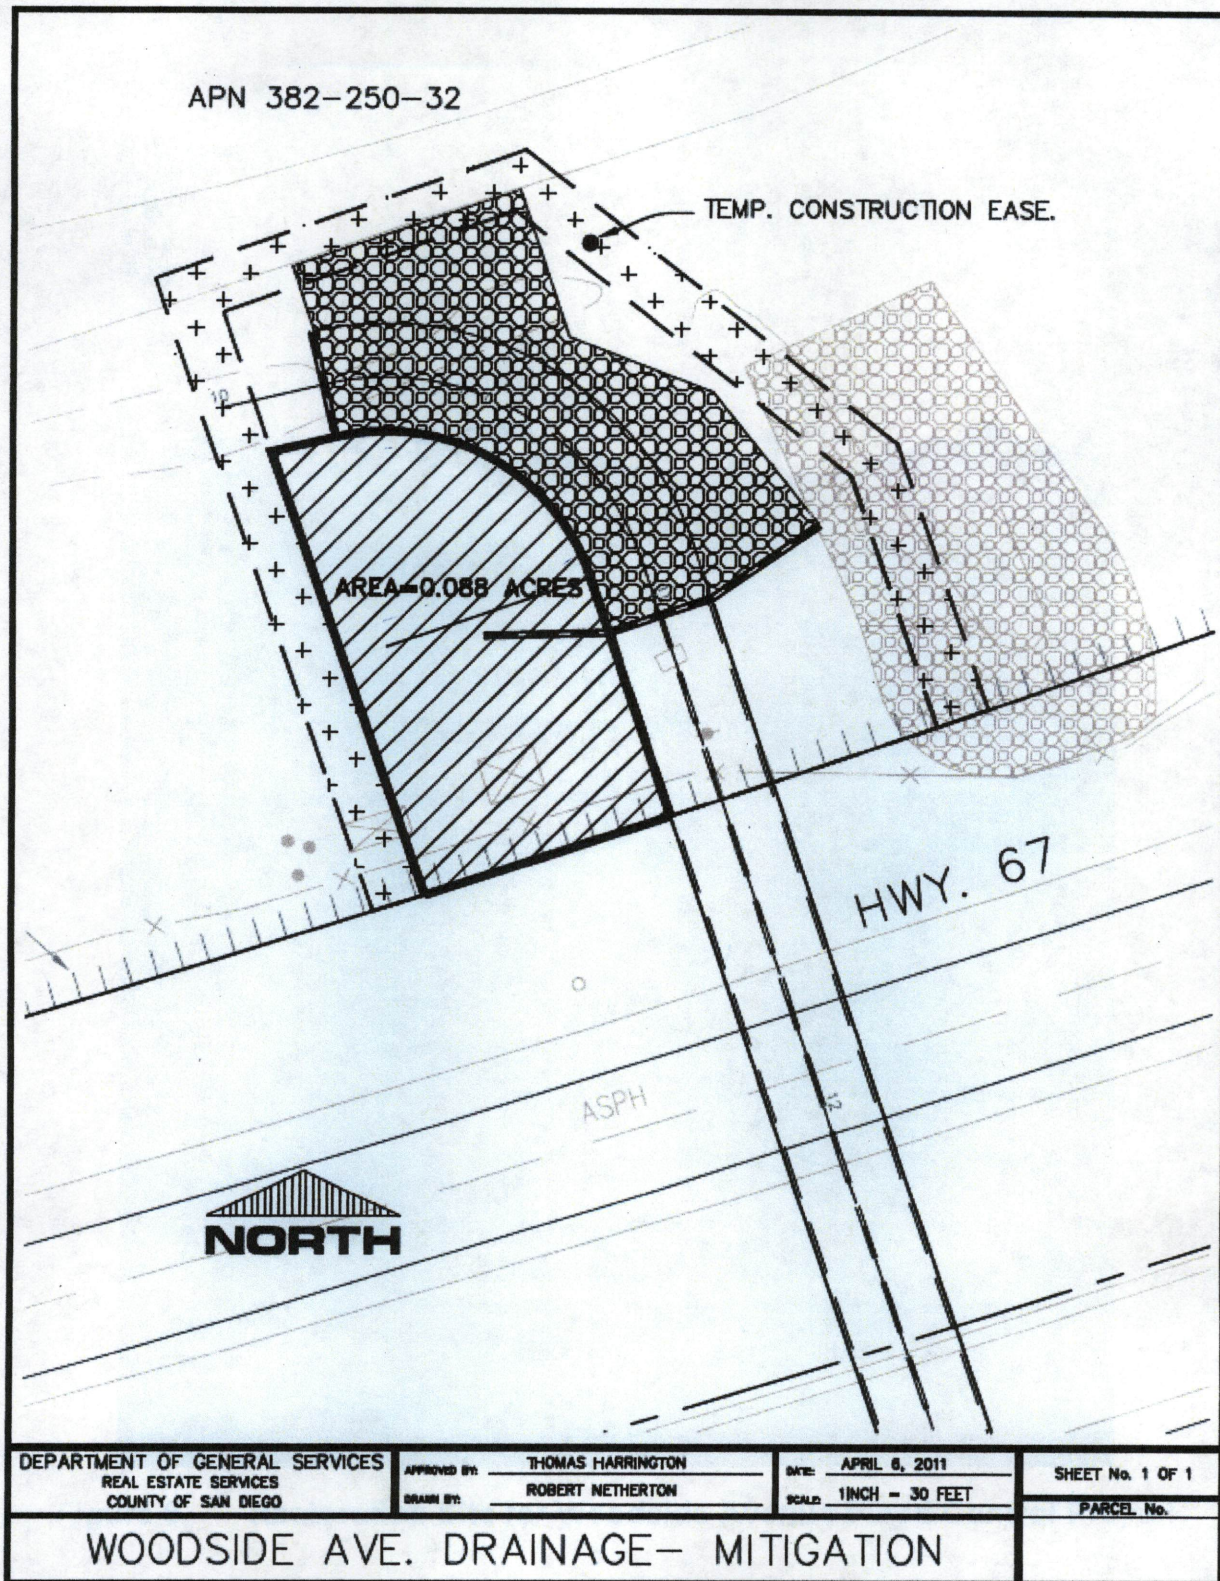 APN 382-250-32
TEMP. CONSTRUCTION EASE.
10
AREA=0.088 ACRES
HWY. 67
ASPH
12
NORTH
DEPARTMENT OF GENERAL SERVICES
REAL ESTATE SERVICES
COUNTY OF SAN DIEGO
APPROVED BY: THOMAS HARRINGTON
DRAWN BY: ROBERT NETHERTON
DATE: APRIL 6, 2011
SCALE: 1INCH = 30 FEET
SHEET No. 1 OF 1
PARCEL No.
WOODSIDE AVE. DRAINAGE- MITIGATION